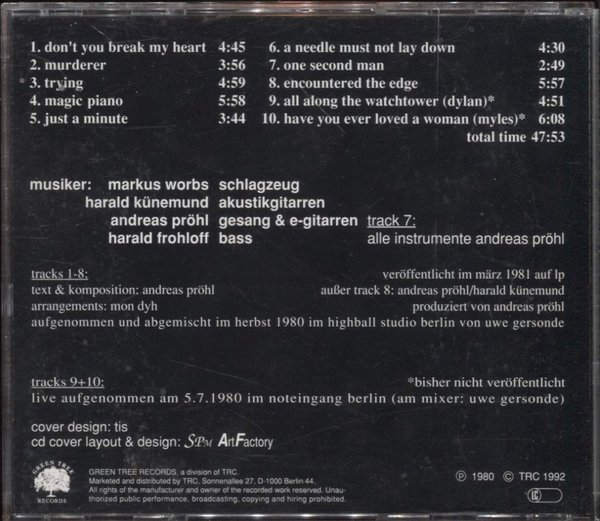 1. don't you break my heart 4:45
2. murderer 3:56
3. trying 4:59
4. magic piano 5:58
5. just a minute 3:44
6. a needle must not lay down 4:30
7. one second man 2:49
8. encountered the edge 5:57
9. all along the watchtower (dylan)* 4:51
10. have you ever loved a woman (myles)* 6:08
total time 47:53
musiker: markus worbs schlagzeug
harald künemund akustikgitarren
andreas pröhl gesang & e-gitarren
harald frohloff bass
track 7:
alle instrumente andreas pröhl
tracks 1-8:
text & komposition: andreas pröhl
arrangements: mon dyh
veröffentlicht im märz 1981 auf lp
außer track 8: andreas pröhl/harald künemund
produziert von andreas pröhl
aufgenommen und abgemischt im herbst 1980 im highball studio berlin von uwe gersonde
tracks 9+10:
*bisher nicht veröffentlicht
live aufgenommen am 5.7.1980 im noteingang berlin (am mixer: uwe gersonde)
cover design: tis
cd cover layout & design: SPM ArtFactory
GREEN TREE
RECORDS
GREEN TREE RECORDS, a division of TRC.
Marketed and distributed by TRC, Sonnenallee 27, D-1000 Berlin 44.
All rights of the manufacturer and owner of the recorded work reserved. Unau-
thorized public performance, broadcasting, copying and hiring prohibited.
Ⓟ 1980 © TRC 1992
LC